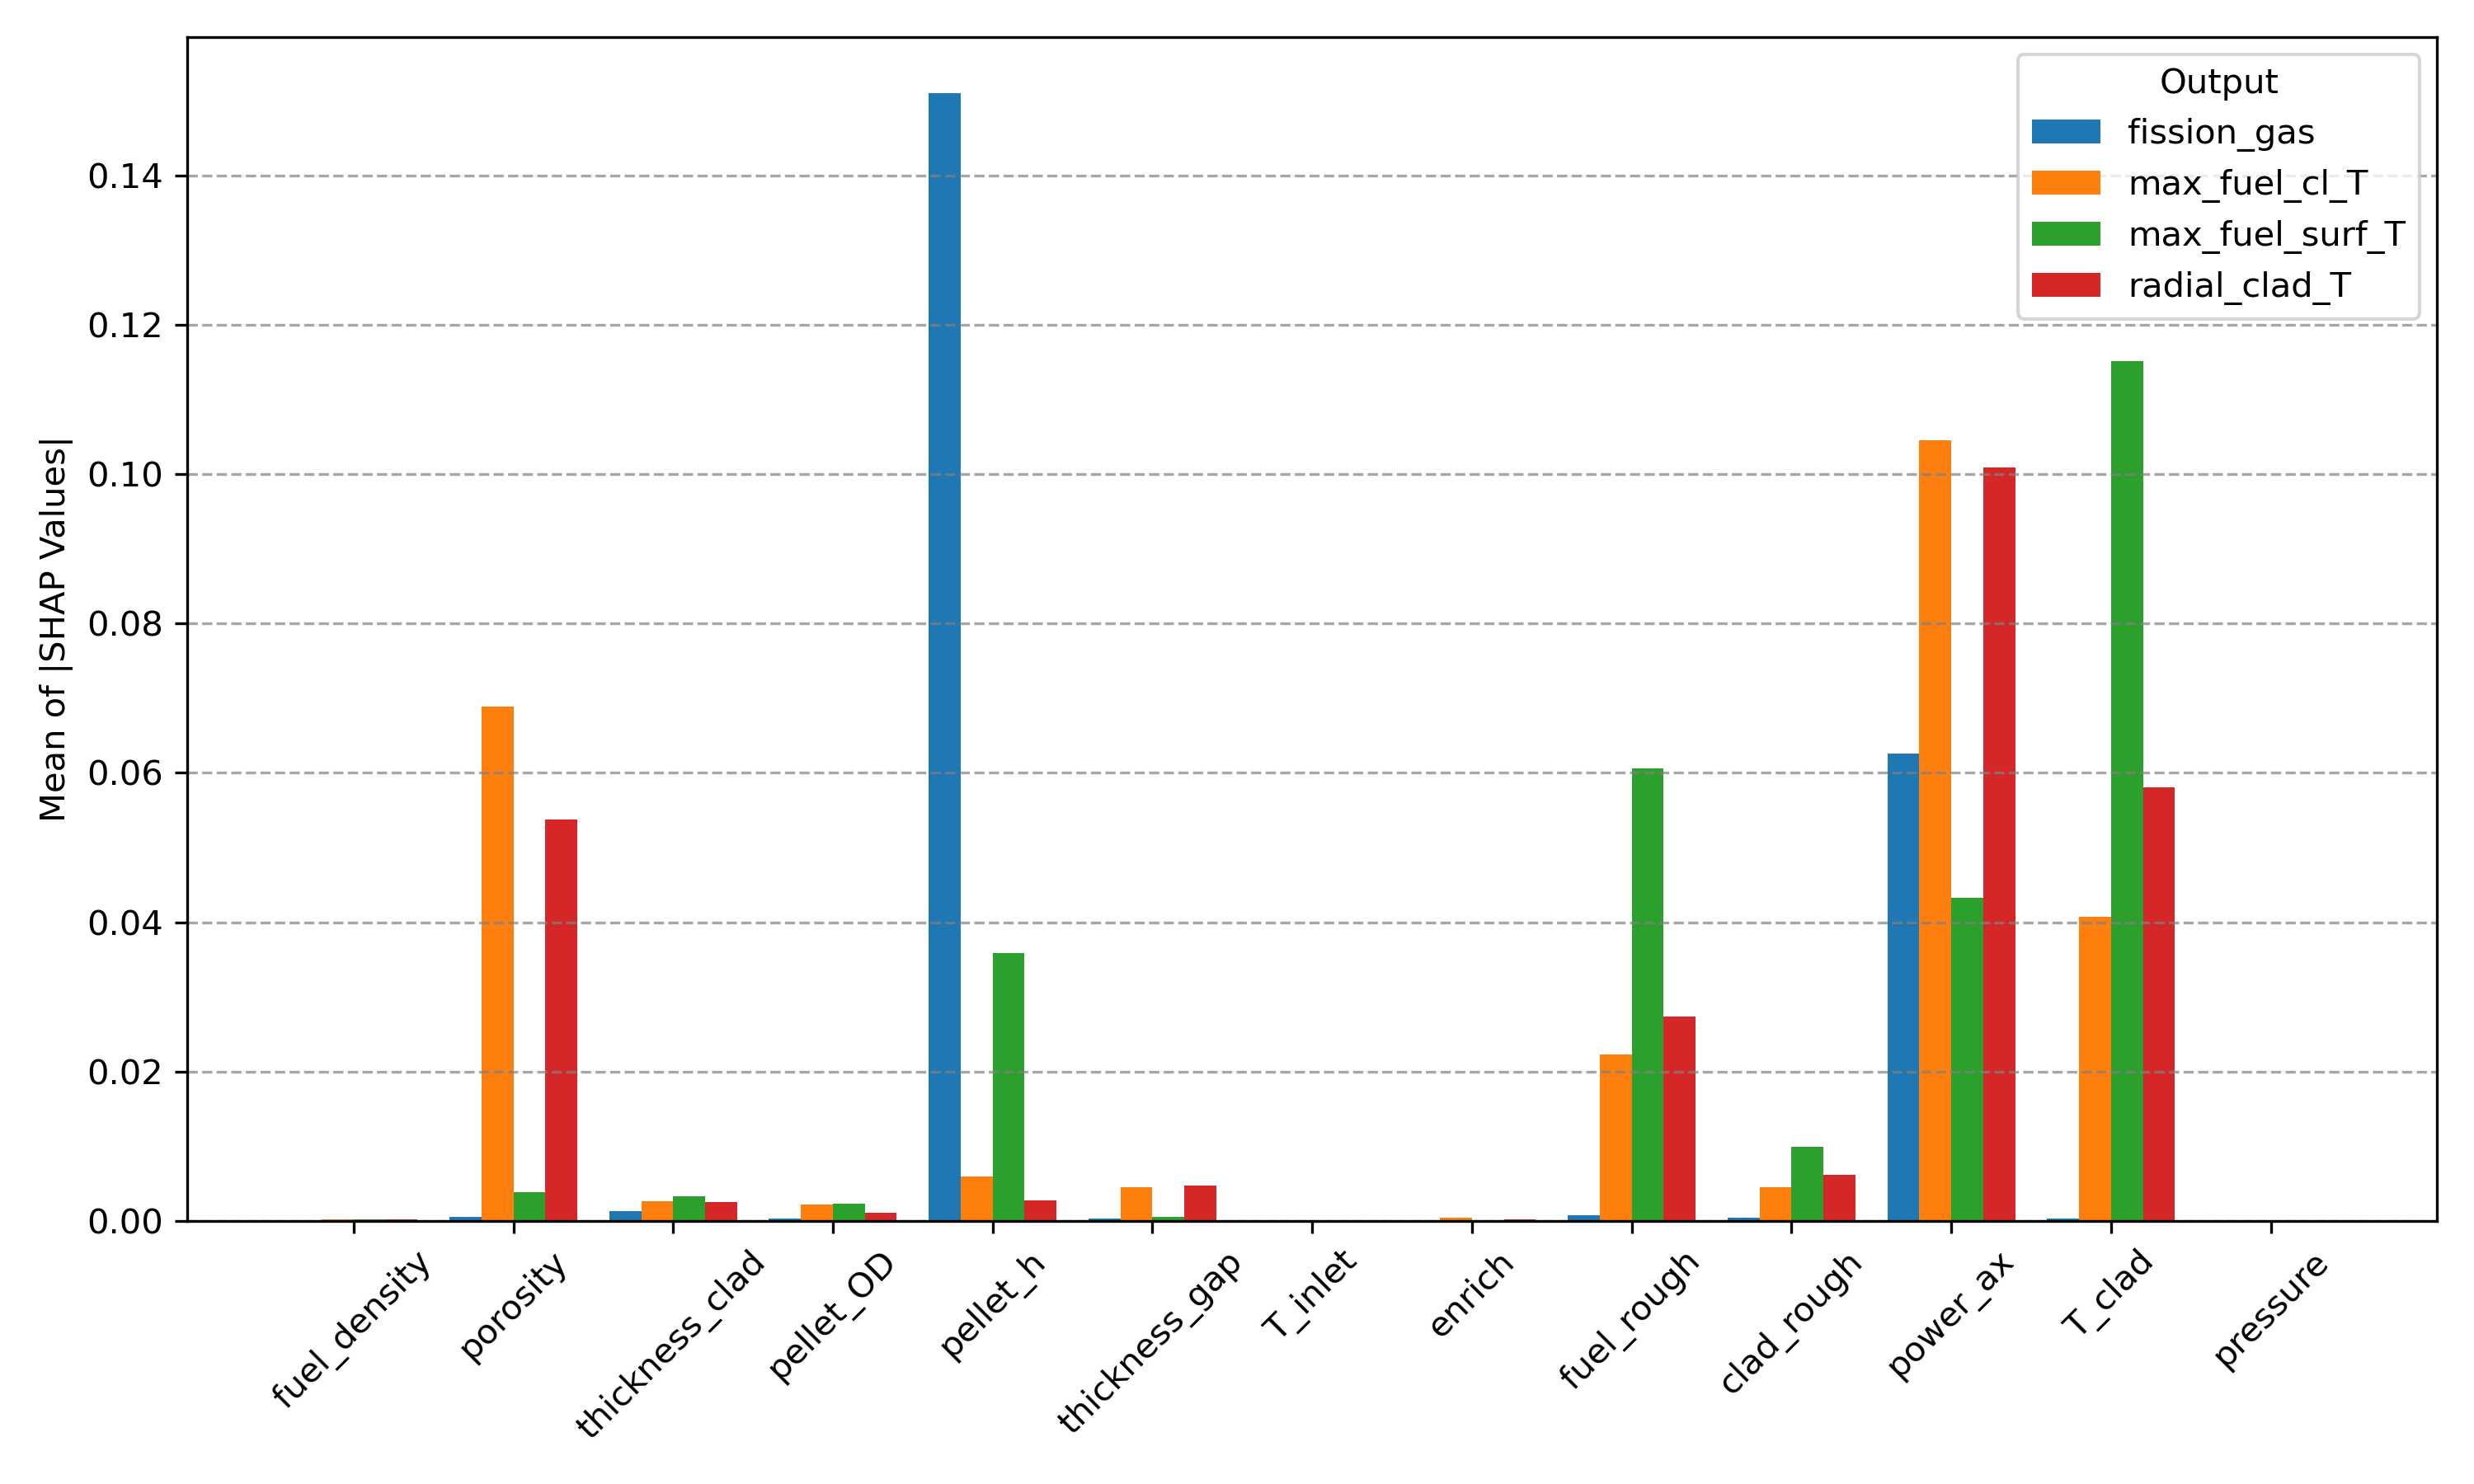 Output
fission_gas
max_fuel_cl_T
max_fuel_surf_T
radial_clad_T
Mean of |SHAP Values|
0.14
0.12
0.10
0.08
0.06
0.04
0.02
0.00
fuel_density
porosity
thickness_clad
pellet_OD
pellet_h
thickness_gap
T_inlet
enrich
fuel_rough
clad_rough
power_ax
T_clad
pressure